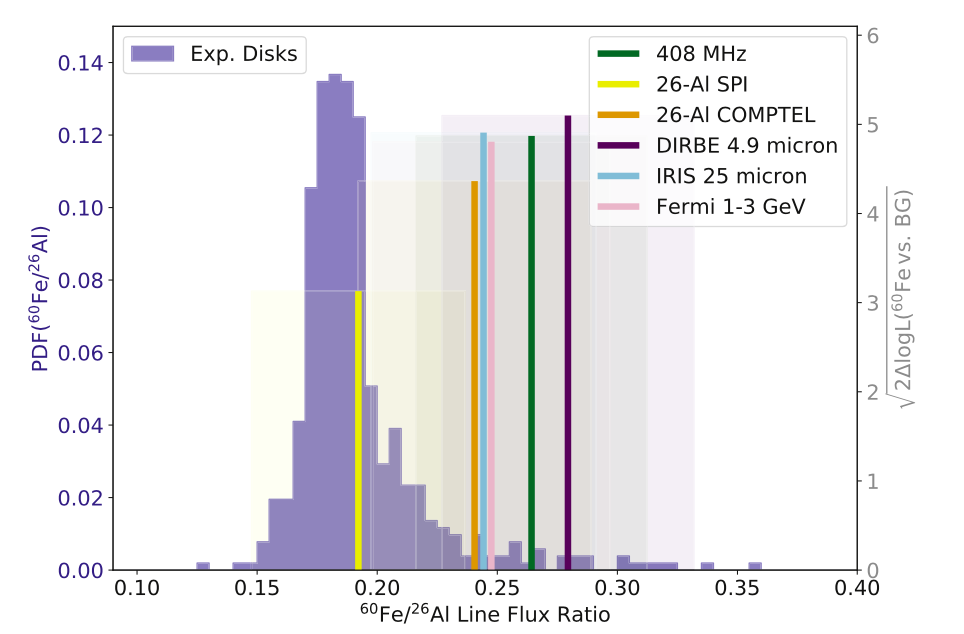 Exp. Disks
408 MHz
26-Al SPI
26-Al COMPTEL
DIRBE 4.9 micron
IRIS 25 micron
Fermi 1-3 GeV
0.14
0.12
0.10
0.08
0.06
0.04
0.02
0.00
PDF(⁶⁰Fe/²⁶Al)
6
5
4
3
2
1
0
√2ΔlogL(⁶⁰Fe vs. BG)
0.10 0.15 0.20 0.25 0.30 0.35 0.40
⁶⁰Fe/²⁶Al Line Flux Ratio